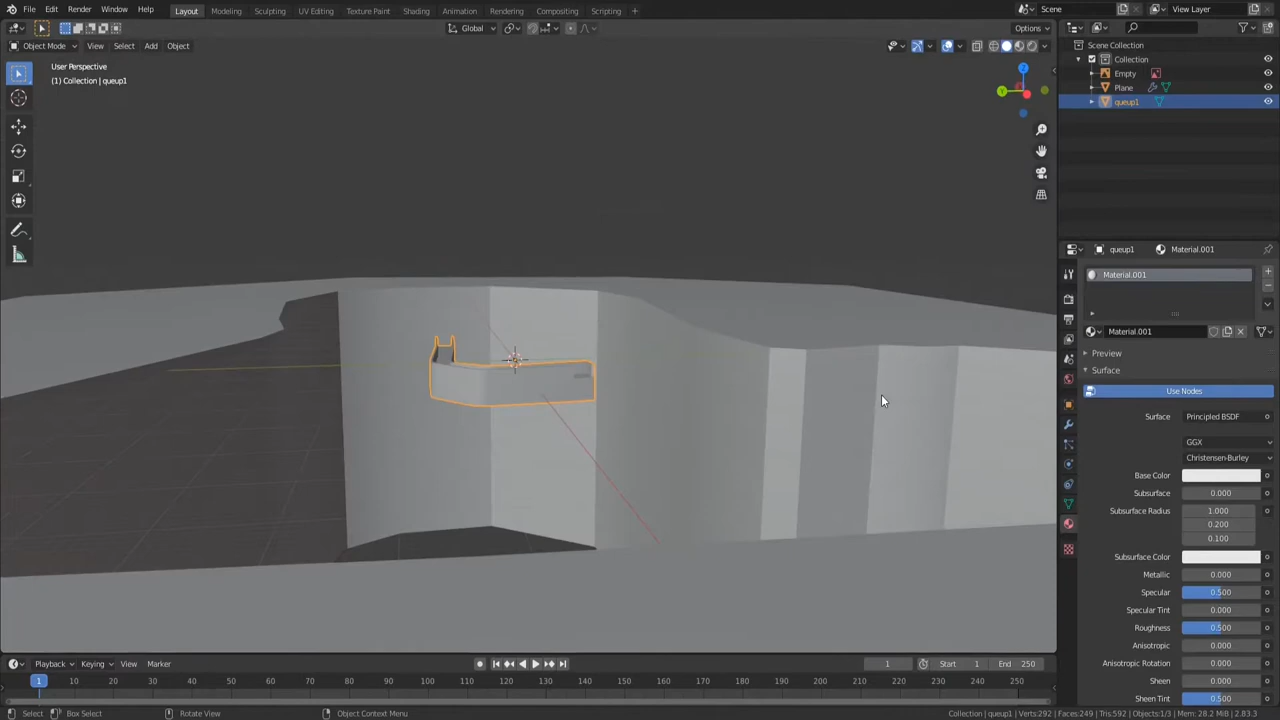 File Edit Render Window Help Layout Modeling Sculpting UV Editing Texture Paint Shading Animation Rendering Compositing Scripting + Scene View Layer
Global Options
Object Mode View Select Add Object Scene Collection
Collection
User Perspective
(1) Collection | queup1
Empty
Plane
queup1
Z
Y
queup1 Material.001
Material.001
Material.001
Preview
Surface
Use Nodes
Surface Principled BSDF
GGX
Christensen-Burley
Base Color
Subsurface 0.000
Subsurface Radius 1.000
0.200
0.100
Subsurface Color
Metallic 0.000
Specular 0.500
Specular Tint 0.000
Roughness 0.500
Anisotropic 0.000
Anisotropic Rotation 0.000
Sheen 0.000
Sheen Tint 0.500
Playback Keying View Marker 1 Start 1 End 250
1 10 20 30 40 50 60 70 80 90 100 110 120 130 140 150 160 170 180 190 200 210 220 230 240 250
Select Box Select Rotate View Object Context Menu Collection | queup1 | Verts:292 | Faces:249 | Tris:592 | Objects:1/3 | Mem: 28.2 MiB | 2.83.3